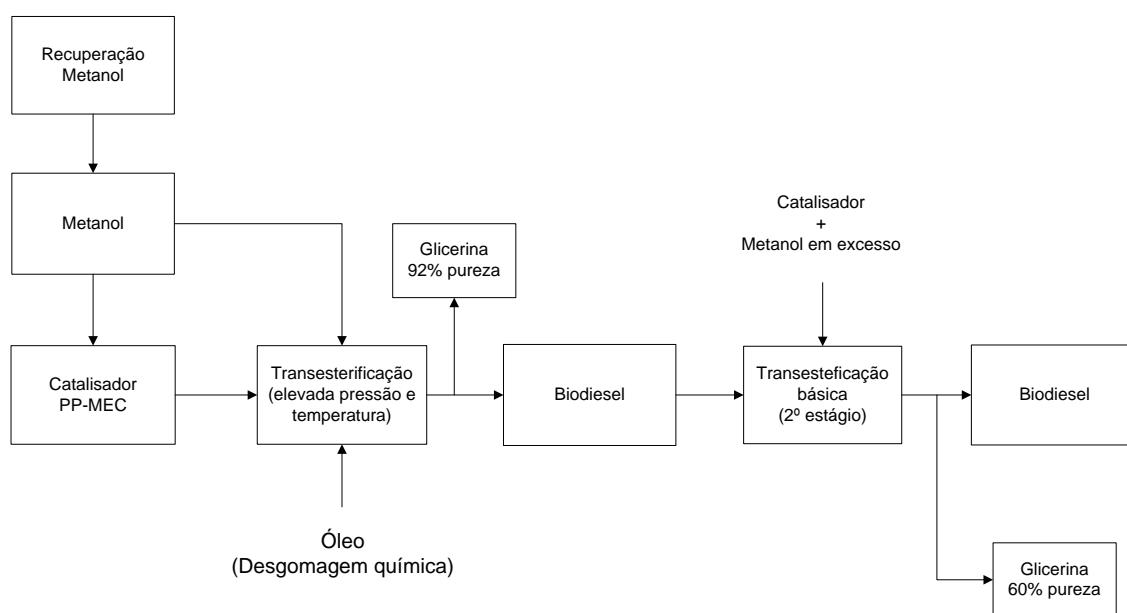 Recuperação
Metanol
Metanol
Catalisador
PP-MEC
Transesterificação
(elevada pressão e
temperatura)
Óleo
(Desgomagem química)
Glicerina
92% pureza
Biodiesel
Catalisador
+
Metanol em excesso
Transesteficação
básica
(2º estágio)
Biodiesel
Glicerina
60% pureza